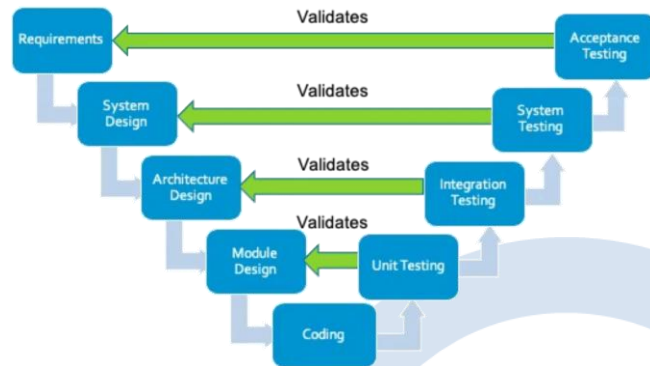 Validates
Requirements
Acceptance
Testing
Validates
System
Design
System
Testing
Validates
Architecture
Design
Integration
Testing
Validates
Module
Design
Unit Testing
Coding